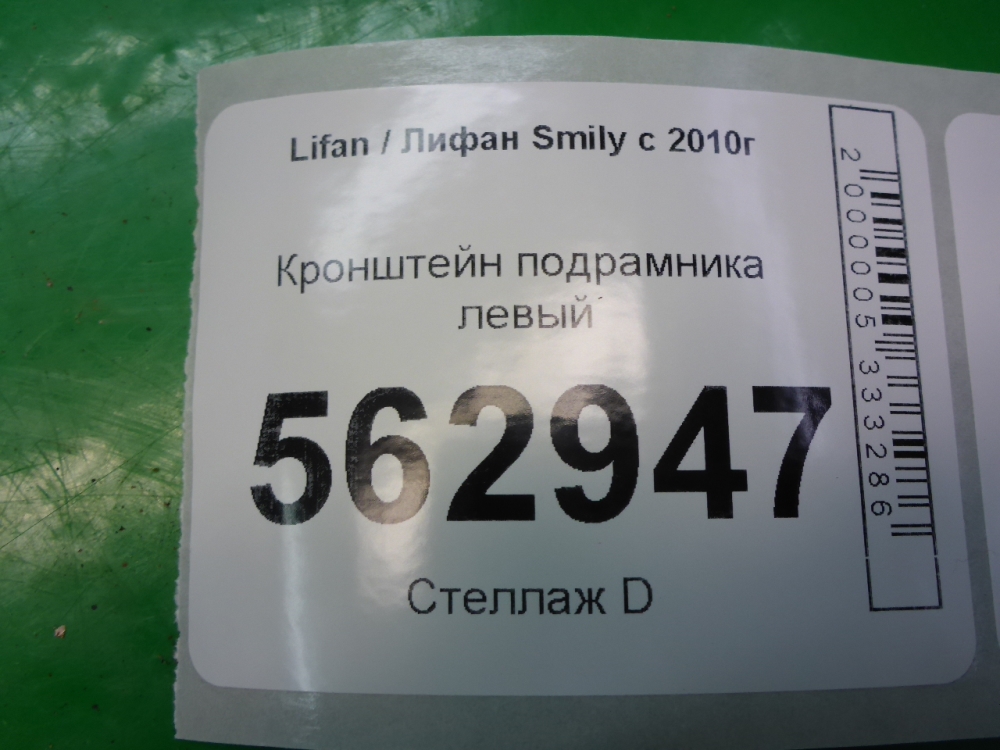 Lifan / Лифан Smily с 2010г
Кронштейн подрамника
левый
562947
Стеллаж D
2000005333286